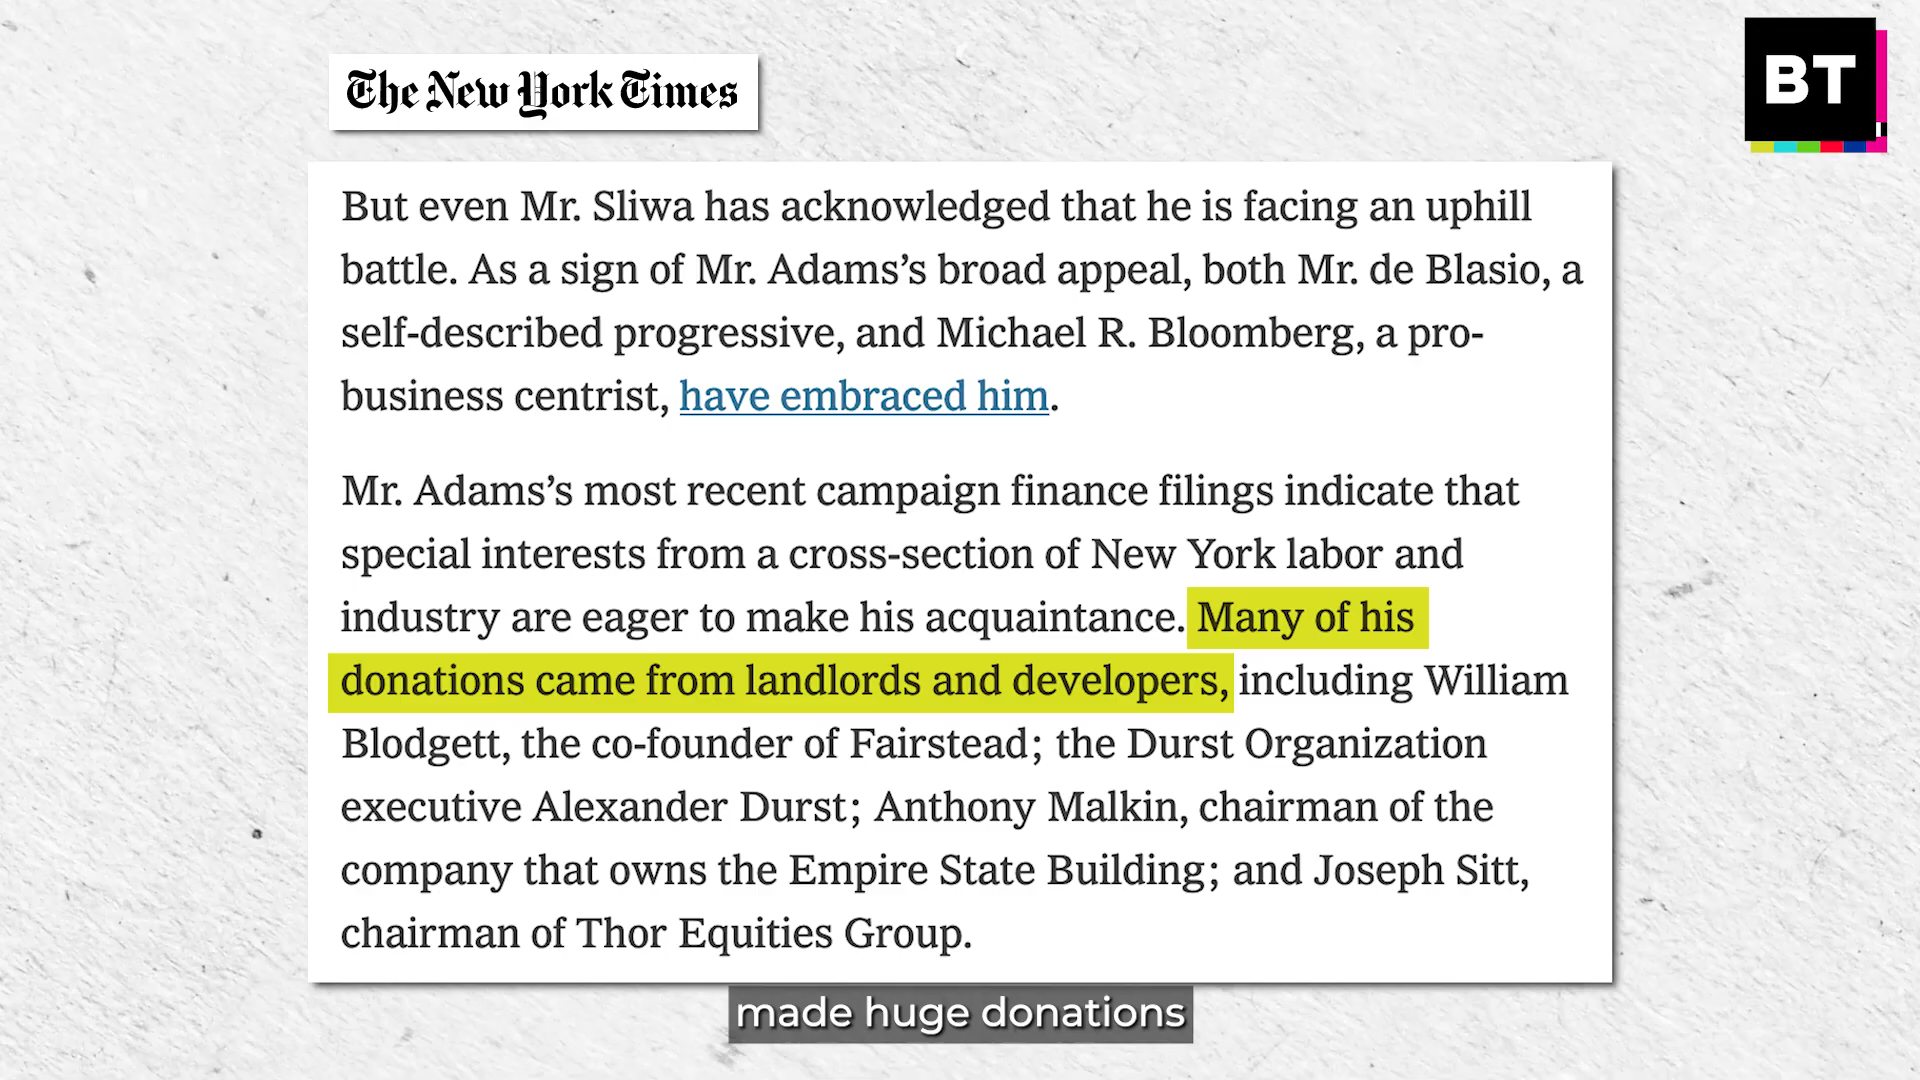 The New York Times
BT
But even Mr. Sliwa has acknowledged that he is facing an uphill
battle. As a sign of Mr. Adams’s broad appeal, both Mr. de Blasio, a
self-described progressive, and Michael R. Bloomberg, a pro-
business centrist, have embraced him.
Mr. Adams’s most recent campaign finance filings indicate that
special interests from a cross-section of New York labor and
industry are eager to make his acquaintance. Many of his
donations came from landlords and developers, including William
Blodgett, the co-founder of Fairstead; the Durst Organization
executive Alexander Durst; Anthony Malkin, chairman of the
company that owns the Empire State Building; and Joseph Sitt,
chairman of Thor Equities Group.
made huge donations